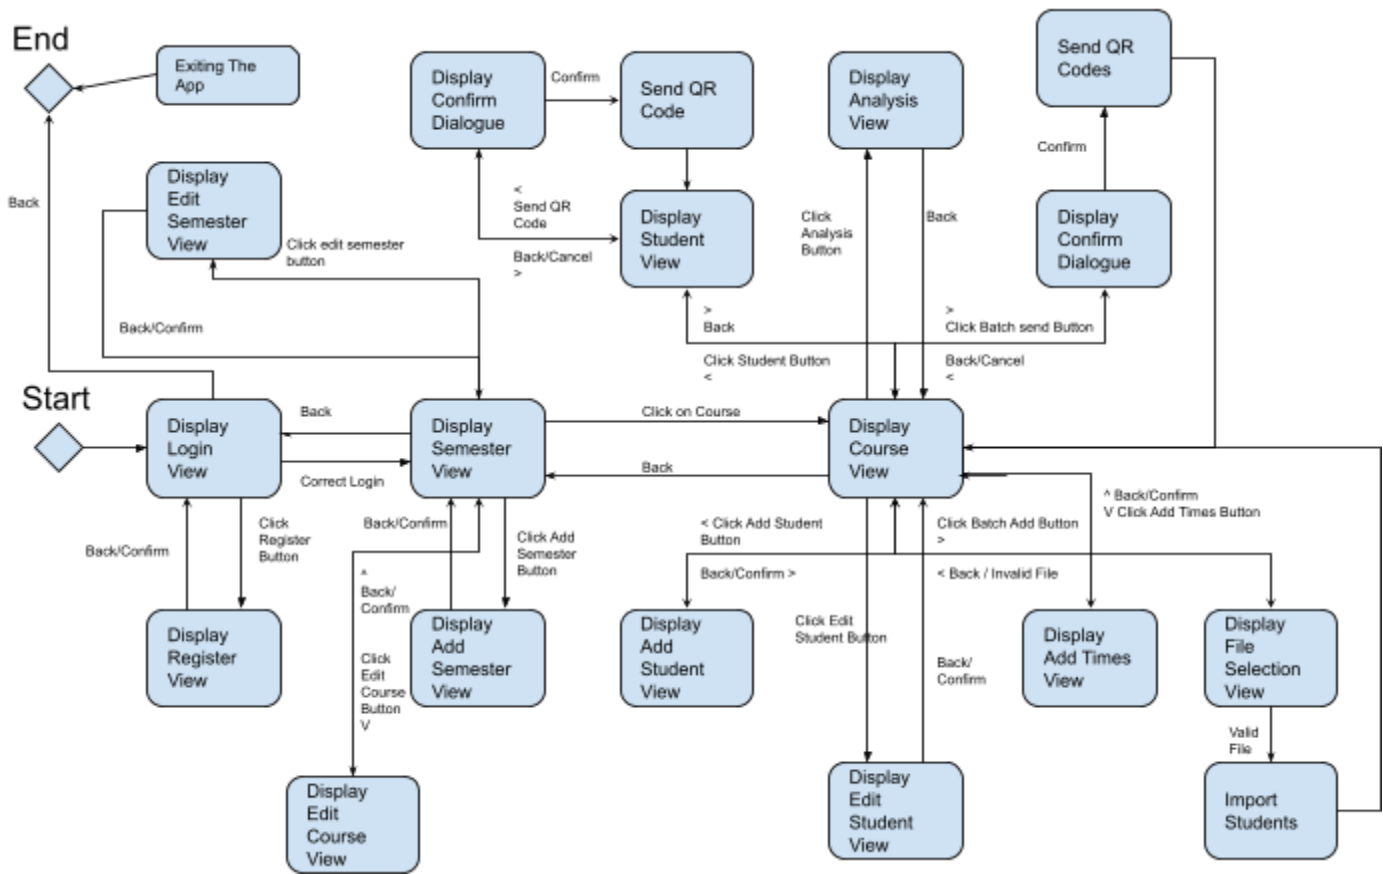 End
Exiting The
App
Display
Confirm
Dialogue
Confirm
Send QR
Code
Display
Analysis
View
Send QR
Codes
Confirm
Back
Display
Edit
Semester
View
Click edit semester
button
<
Send QR
Code
Back/Cancel
>
Display
Student
View
Click
Analysis
Button
Back
Display
Confirm
Dialogue
Back/Confirm
>
Back
Click Student Button
<
>
Click Batch send Button
Back/Cancel
<
Start
Display
Login
View
Back
Correct Login
Display
Semester
View
Click on Course
Back
Display
Course
View
Back/Confirm
Click
Register
Button
Back/Confirm
Click Add
Semester
Button
< Click Add Student
Button
Back/Confirm >
Click Batch Add Button
>
< Back / Invalid File
^ Back/Confirm
V Click Add Times Button
^
Back/
Confirm
Click
Edit
Course
Button
V
Display
Register
View
Display
Add
Semester
View
Display
Add
Student
View
Click Edit
Student Button
Back/
Confirm
Display
Add Times
View
Display
File
Selection
View
Valid
File
Display
Edit
Course
View
Display
Edit
Student
View
Import
Students